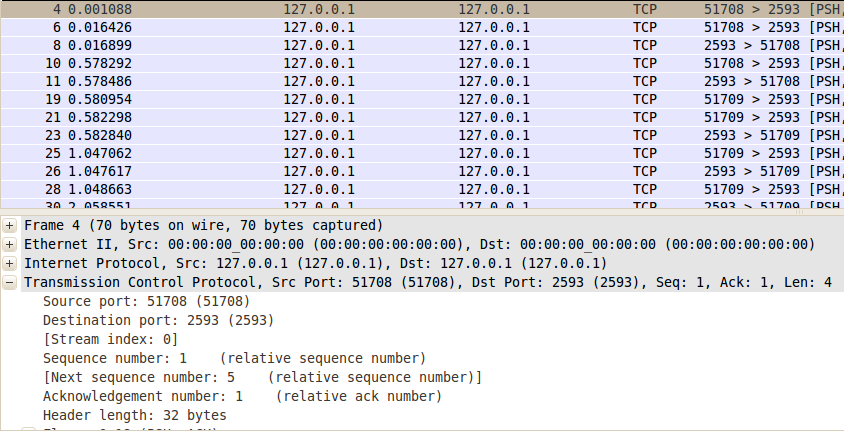 4 0.001088 127.0.0.1 127.0.0.1 TCP 51708 > 2593 [PSH,
6 0.016426 127.0.0.1 127.0.0.1 TCP 51708 > 2593 [PSH,
8 0.016899 127.0.0.1 127.0.0.1 TCP 2593 > 51708 [PSH,
10 0.578292 127.0.0.1 127.0.0.1 TCP 51708 > 2593 [PSH,
11 0.578486 127.0.0.1 127.0.0.1 TCP 2593 > 51708 [PSH,
19 0.580954 127.0.0.1 127.0.0.1 TCP 51709 > 2593 [PSH,
21 0.582298 127.0.0.1 127.0.0.1 TCP 51709 > 2593 [PSH,
23 0.582840 127.0.0.1 127.0.0.1 TCP 2593 > 51709 [PSH,
25 1.047062 127.0.0.1 127.0.0.1 TCP 51709 > 2593 [PSH,
26 1.047617 127.0.0.1 127.0.0.1 TCP 2593 > 51709 [PSH,
28 1.048663 127.0.0.1 127.0.0.1 TCP 51709 > 2593 [PSH,
30 2.058551 127.0.0.1 127.0.0.1 TCP 51709 > 2593 [PSH,
Frame 4 (70 bytes on wire, 70 bytes captured)
Ethernet II, Src: 00:00:00_00:00:00 (00:00:00:00:00:00), Dst: 00:00:00_00:00:00 (00:00:00:00:00:00)
Internet Protocol, Src: 127.0.0.1 (127.0.0.1), Dst: 127.0.0.1 (127.0.0.1)
Transmission Control Protocol, Src Port: 51708 (51708), Dst Port: 2593 (2593), Seq: 1, Ack: 1, Len: 4
Source port: 51708 (51708)
Destination port: 2593 (2593)
[Stream index: 0]
Sequence number: 1 (relative sequence number)
[Next sequence number: 5 (relative sequence number)]
Acknowledgement number: 1 (relative ack number)
Header length: 32 bytes